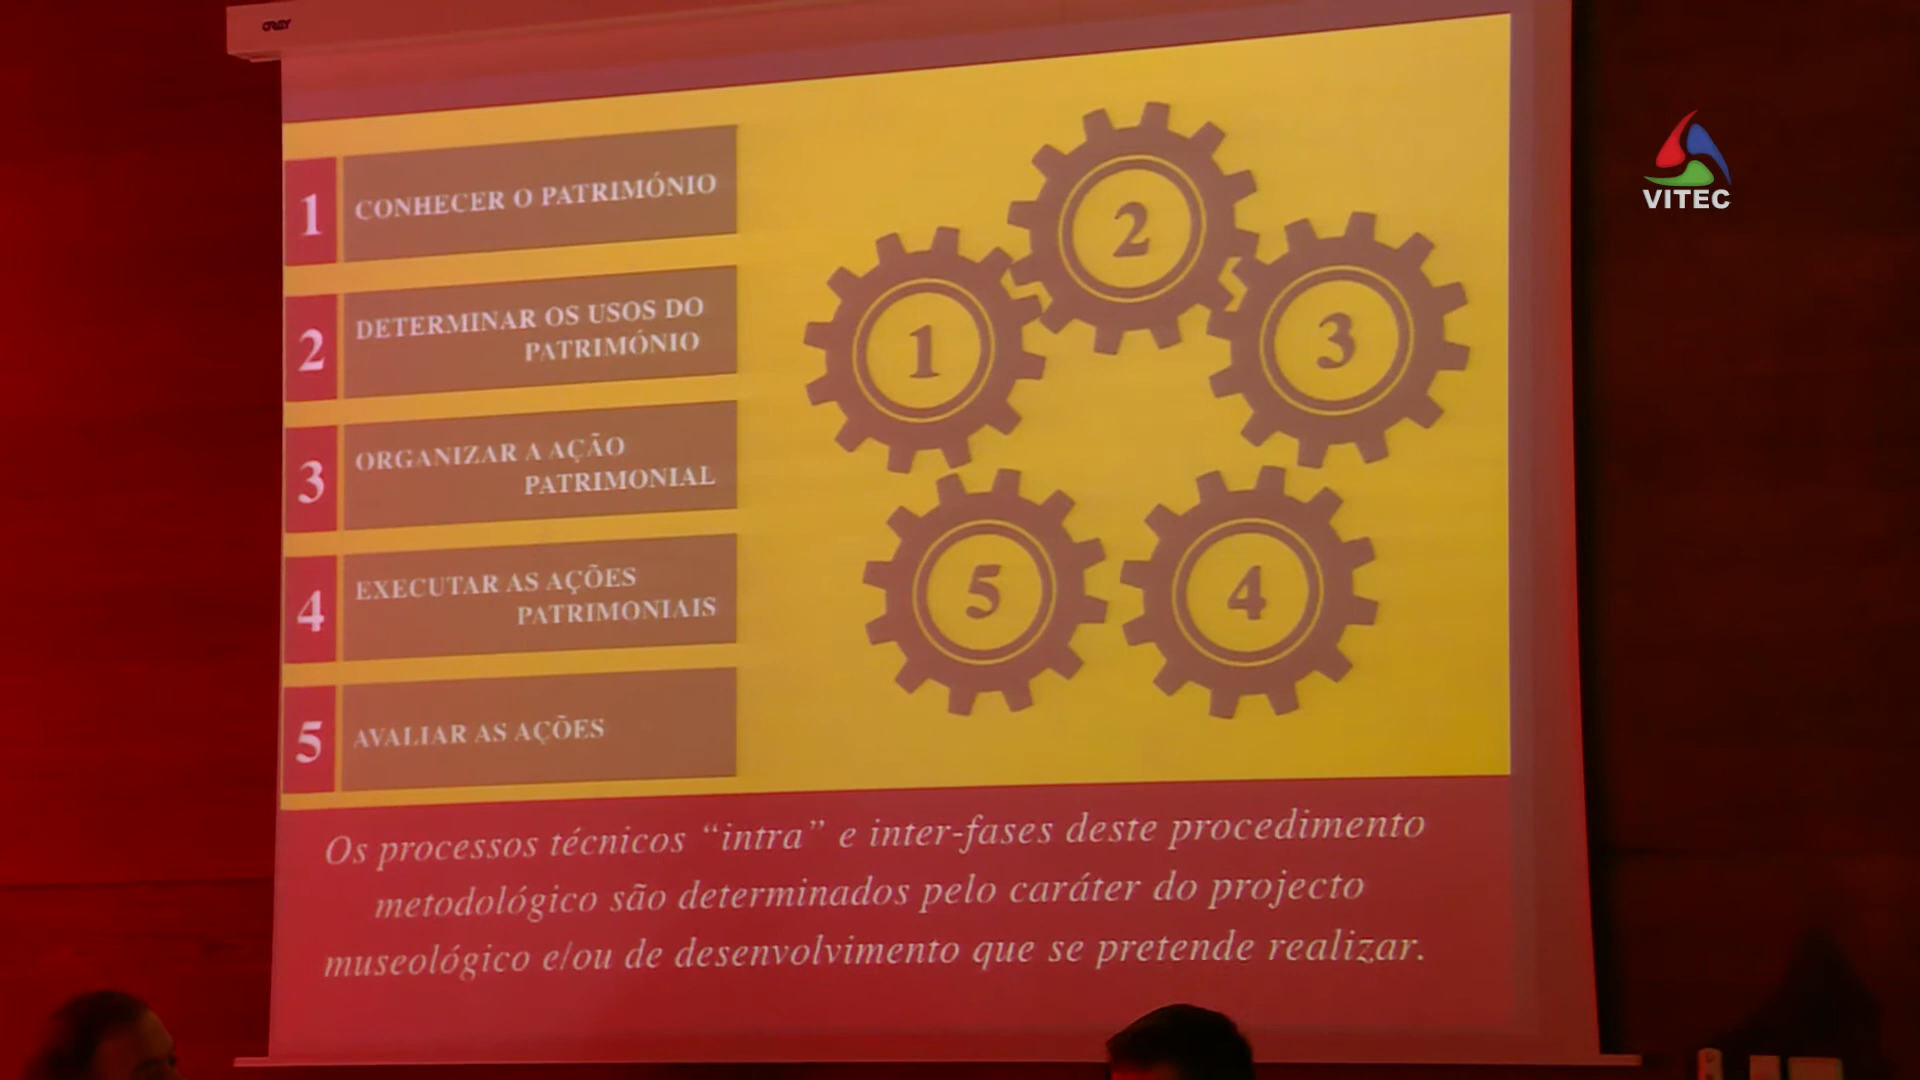 ORAY
1
CONHECER O PATRIMÓNIO
2
DETERMINAR OS USOS DO
PATRIMÓNIO
3
ORGANIZAR A AÇÃO
PATRIMONIAL
4
EXECUTAR AS AÇÕES
PATRIMONIAIS
5
AVALIAR AS AÇÕES
1
2
3
4
5
Os processos técnicos “intra” e inter-fases deste procedimento
metodológico são determinados pelo caráter do projecto
museológico e/ou de desenvolvimento que se pretende realizar.
VITEC